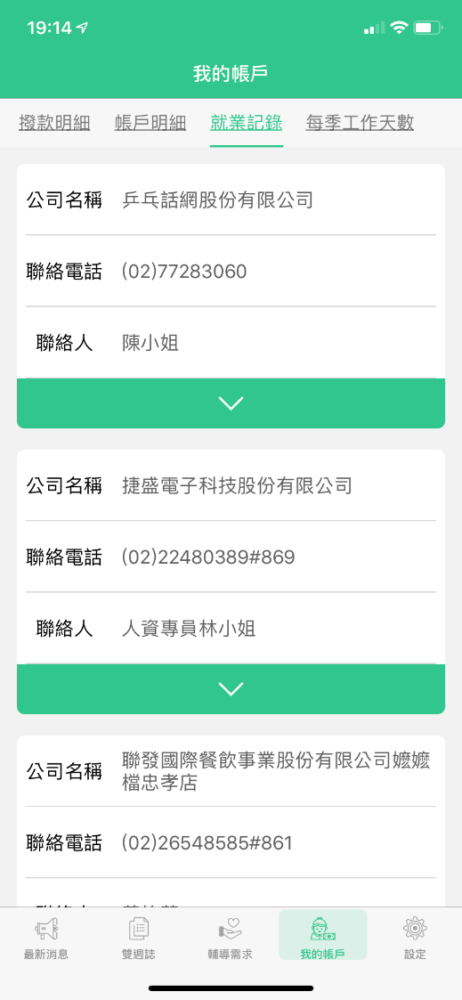 19:14
我的帳戶
撥款明細 帳戶明細 就業記錄 每季工作天數
公司名稱 乒乓話網股份有限公司
聯絡電話 (02)77283060
聯絡人 陳小姐
公司名稱 捷盛電子科技股份有限公司
聯絡電話 (02)22480389#869
聯絡人 人資專員林小姐
公司名稱 聯發國際餐飲事業股份有限公司嬤嬤
檔忠孝店
聯絡電話 (02)26548585#861
最新消息 雙週誌 輔導需求 我的帳戶 設定